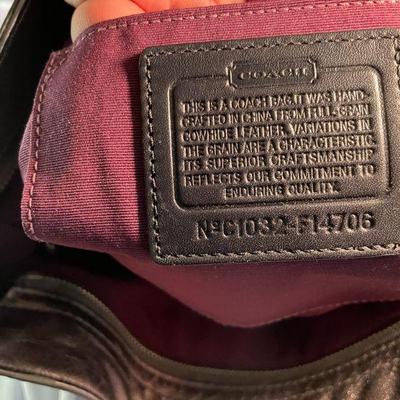 COACH
THIS IS A COACH BAG. IT WAS HAND-
CRAFTED IN CHINA FROM FULL-GRAIN
COWHIDE LEATHER. VARIATIONS IN
THE GRAIN ARE A CHARACTERISTIC.
ITS SUPERIOR CRAFTSMANSHIP
REFLECTS OUR COMMITMENT TO
ENDURING QUALITY.
NºC1032-F14706